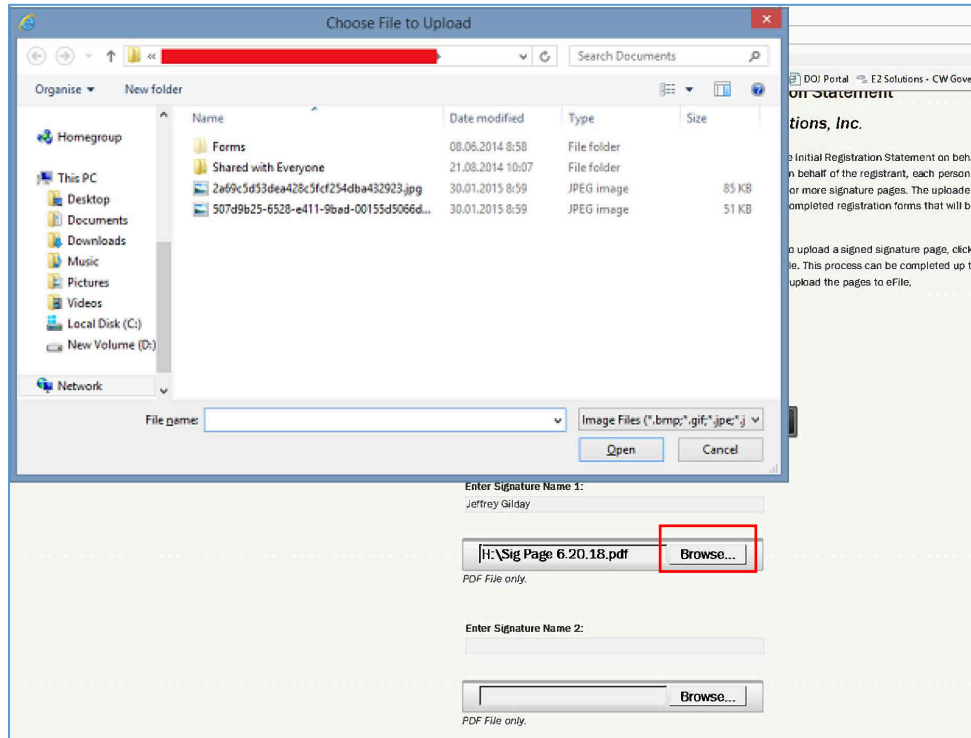 Choose File to Upload
«
Search Documents
Organise
New folder
DOJ Portal
E2 Solutions - CW Gove
on Statement
tions, Inc.
Initial Registration Statement on beh
n behalf of the registrant, each person
or more signature pages. The uploade
ompleted registration forms that will b
o upload a signed signature page, click
le. This process can be completed up t
upload the pages to eFile.
Homegroup
This PC
Desktop
Documents
Downloads
Music
Pictures
Videos
Local Disk (C:)
New Volume (D:)
Network
Name Date modified Type Size
Forms 08.06.2014 8:58 File folder
Shared with Everyone 21.08.2014 10:07 File folder
2a69c5d53dea428c5fcf254dba432923.jpg 30.01.2015 8:59 JPEG image 85 KB
507d9b25-6528-e411-9bad-00155d5066d... 30.01.2015 8:59 JPEG image 51 KB
File name:
Image Files (*.bmp;*.gif;*.jpe;*.j
Open Cancel
Enter Signature Name 1:
Jeffrey Gilday
H:\Sig Page 6.20.18.pdf Browse...
PDF File only.
Enter Signature Name 2:
Browse...
PDF File only.